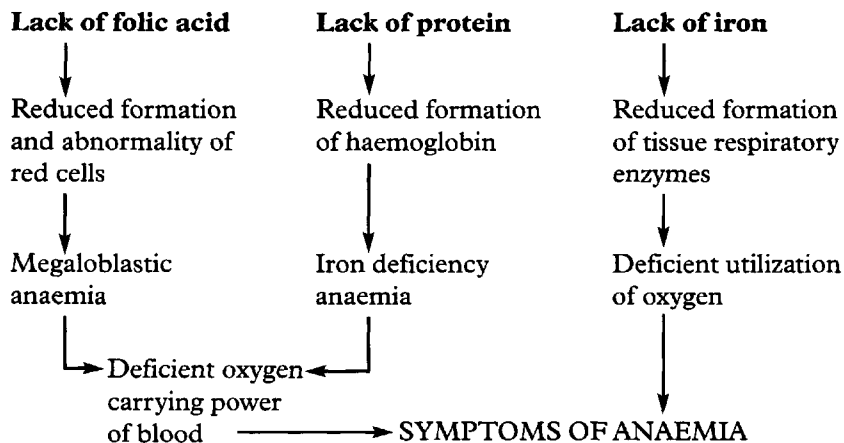 Lack of folic acid
Lack of protein
Lack of iron
Reduced formation
and abnormality of
red cells
Reduced formation
of haemoglobin
Reduced formation
of tissue respiratory
enzymes
Megaloblastic
anaemia
Iron deficiency
anaemia
Deficient utilization
of oxygen
Deficient oxygen
carrying power
of blood
SYMPTOMS OF ANAEMIA